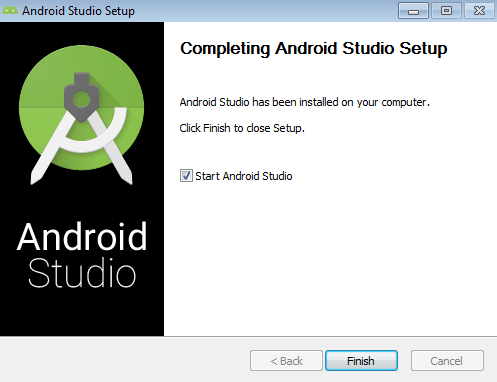 Android Studio Setup
Completing Android Studio Setup
Android Studio has been installed on your computer.
Click Finish to close Setup.
Start Android Studio
Android
Studio
< Back
Finish
Cancel